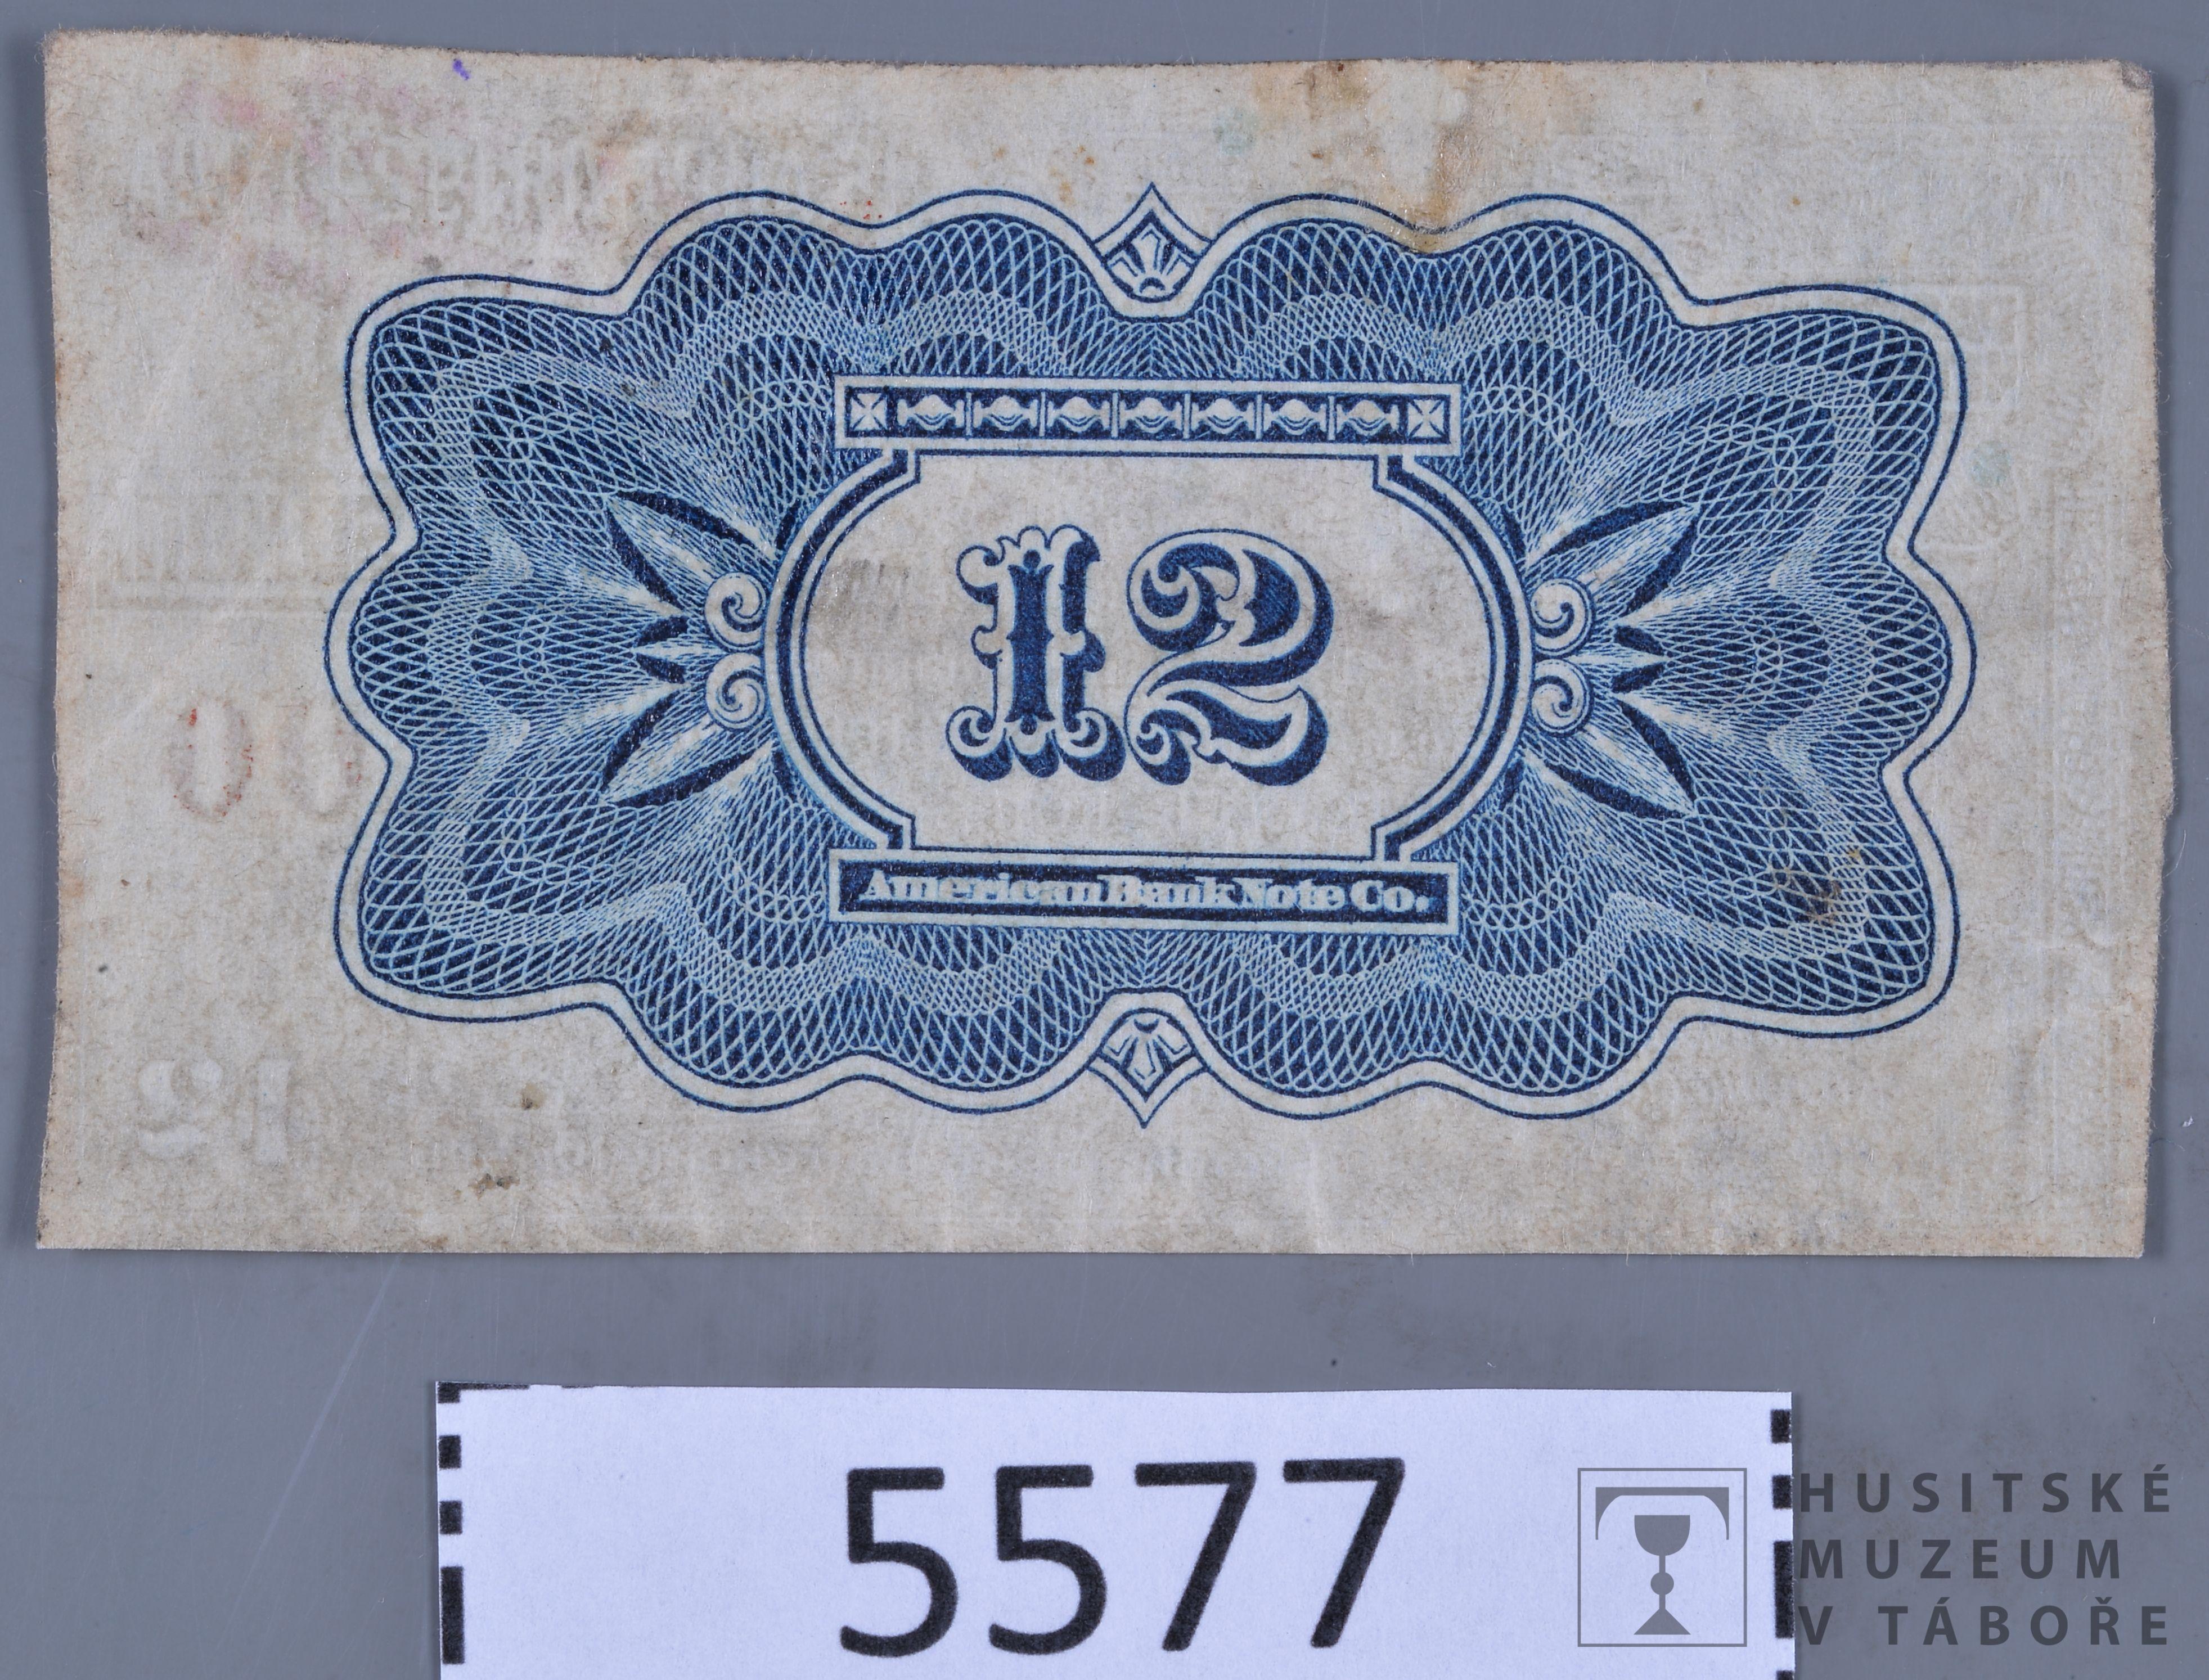 12
American Bank Note Co.
5577
HUSITSKÉ
MUZEUM
V TÁBOŘE